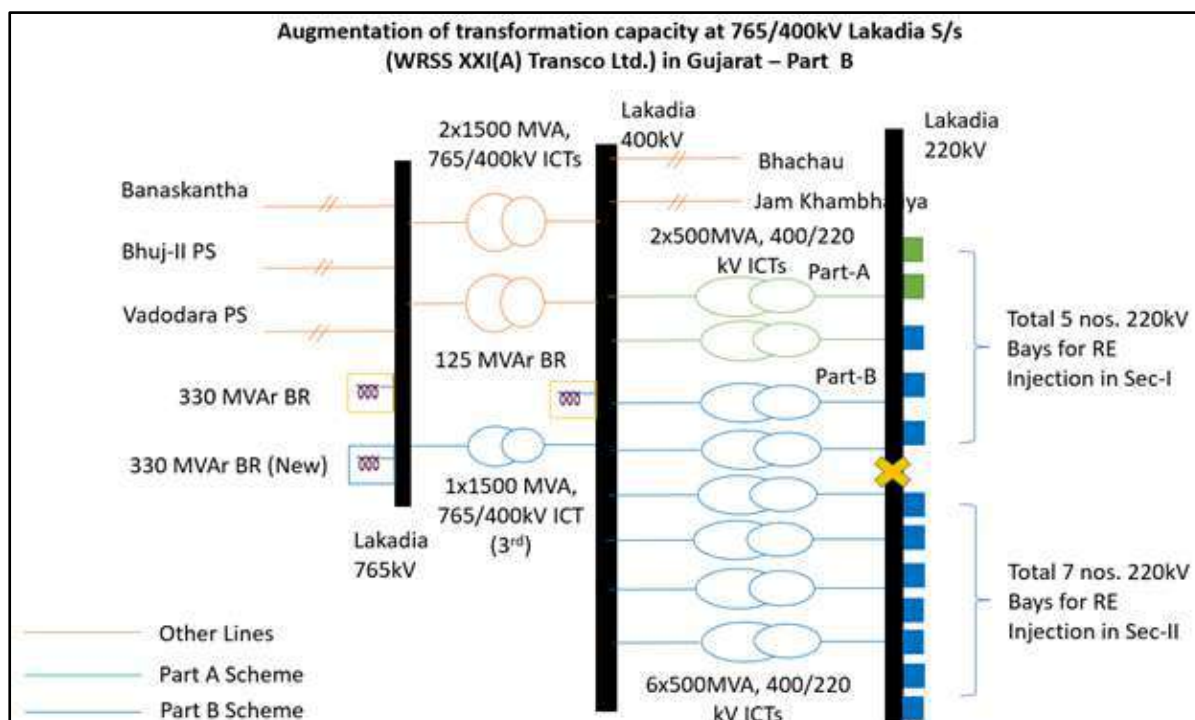 Augmentation of transformation capacity at 765/400kV Lakadia S/s
(WRSS XXI(A) Transco Ltd.) in Gujarat – Part B
Lakadia
400kV
Lakadia
220kV
2x1500 MVA,
765/400kV ICTs
Banaskantha
Bhachau
Jam Khambhaliya
Bhuj-II PS
2x500MVA, 400/220
kV ICTs
Part-A
Vadodara PS
Total 5 nos. 220kV
Bays for RE
Injection in Sec-I
125 MVAr BR
Part-B
330 MVAr BR
330 MVAr BR (New)
1x1500 MVA,
765/400kV ICT
(3rd)
Lakadia
765kV
Total 7 nos. 220kV
Bays for RE
Injection in Sec-II
Other Lines
Part A Scheme
Part B Scheme
6x500MVA, 400/220
kV ICTs